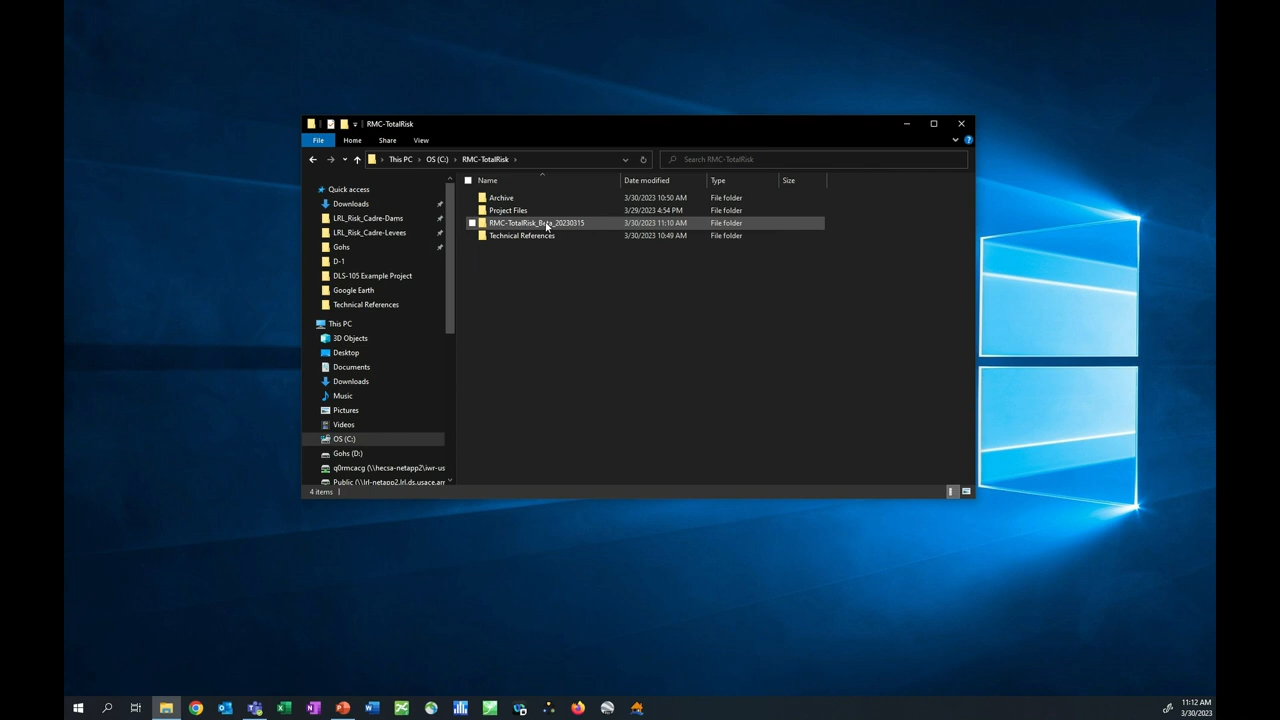 RMC-TotalRisk
File Home Share View
This PC OS (C:) RMC-TotalRisk
Search RMC-TotalRisk
Name Date modified Type Size
Archive 3/30/2023 10:50 AM File folder
Project Files 3/29/2023 4:54 PM File folder
RMC-TotalRisk_Beta_20230315 3/30/2023 11:10 AM File folder
Technical References 3/30/2023 10:49 AM File folder
Quick access
Downloads
LRL_Risk_Cadre-Dams
LRL_Risk_Cadre-Levees
Gohs
D-1
DLS-105 Example Project
Google Earth
Technical References
This PC
3D Objects
Desktop
Documents
Downloads
Music
Pictures
Videos
OS (C:)
Gohs (D:)
q0rmcacg (\\hecsa-netapp2\iwr-us
Public (\\lrl-netapp2.lrl.ds.usace.arr
4 items
11:12 AM
3/30/2023